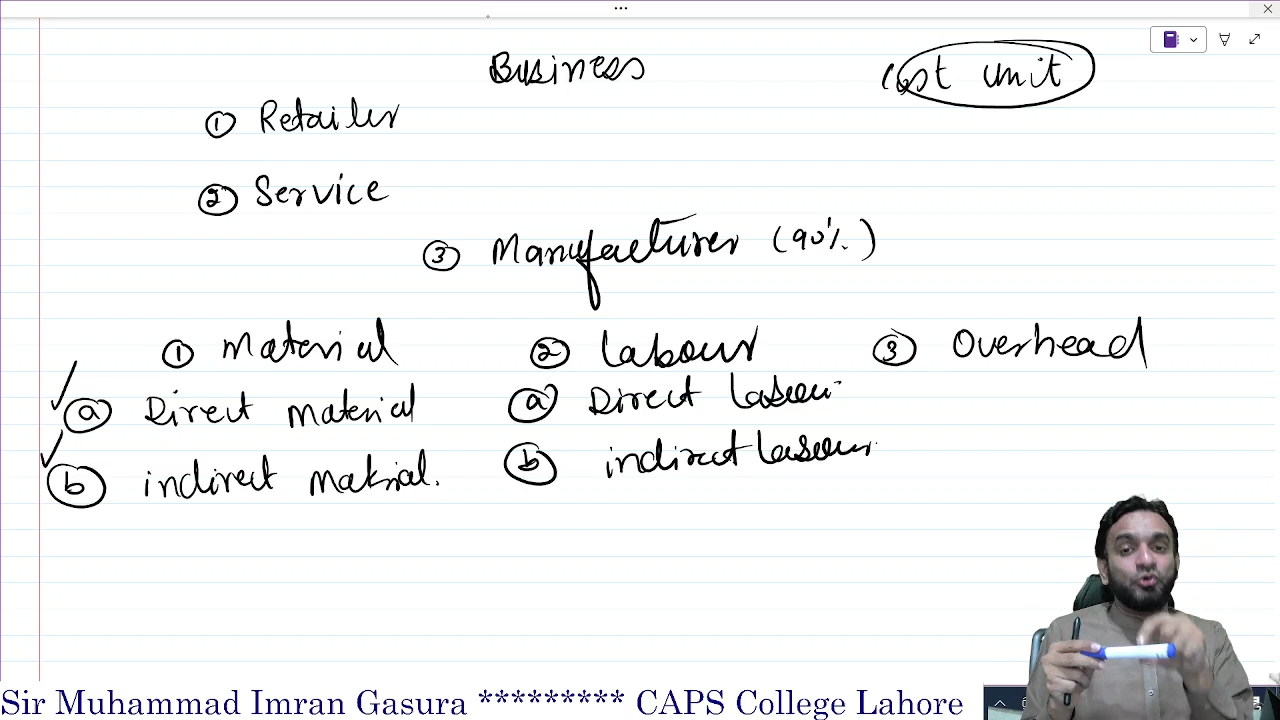 Business
cost unit
① Retailer
② Service
③ Manufacturer (90%)
① Material
② Labour
③ Overhead
ⓐ Direct Material
ⓐ Direct Labour
ⓑ indirect Material.
ⓑ indirect Labour
Sir Muhammad Imran Gasura ********* CAPS College Lahore